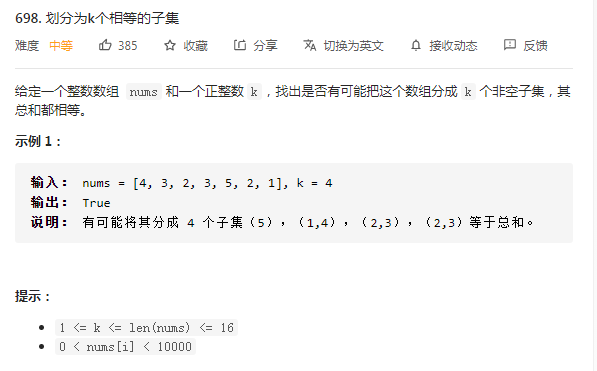 698. 划分为k个相等的子集
难度 中等 385 收藏 分享 切换为英文 接收动态 反馈
给定一个整数数组 nums 和一个正整数 k，找出是否有可能把这个数组分成 k 个非空子集，其
总和都相等。
示例 1：
输入： nums = [4, 3, 2, 3, 5, 2, 1], k = 4
输出： True
说明： 有可能将其分成 4 个子集（5），（1,4），（2,3），（2,3）等于总和。
提示：
1 <= k <= len(nums) <= 16
0 < nums[i] < 10000